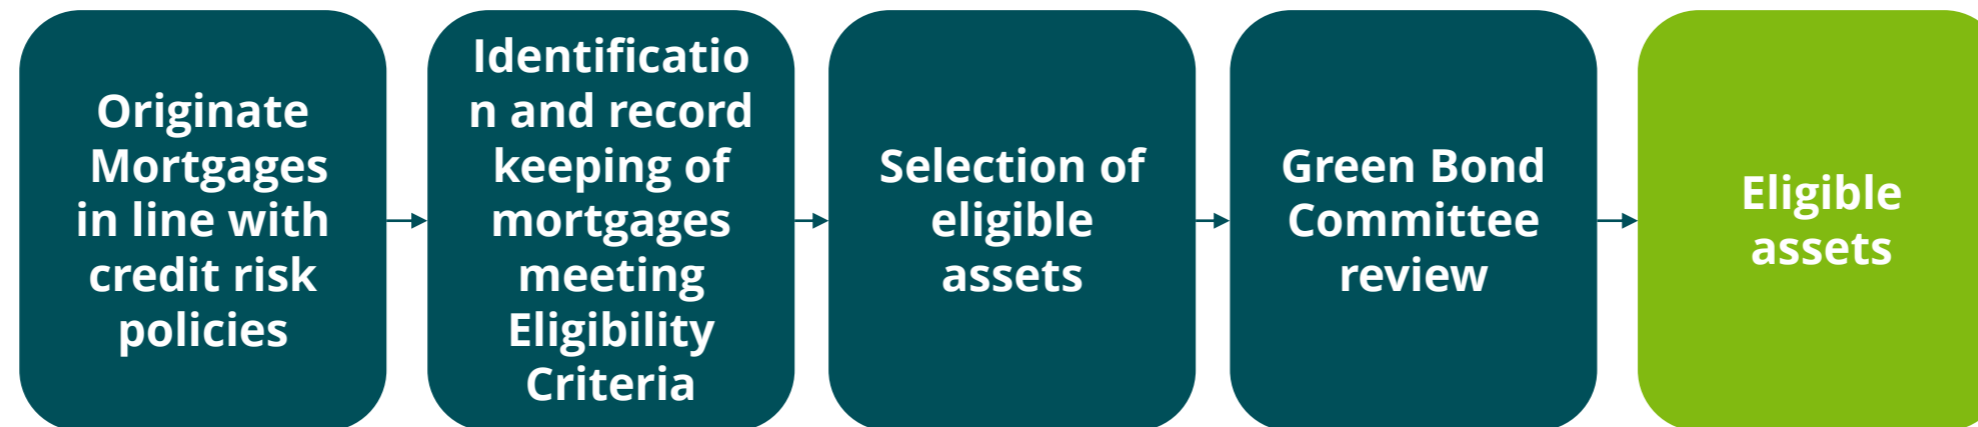 Originate
Mortgages
in line with
credit risk
policies
Identificatio
n and record
keeping of
mortgages
meeting
Eligibility
Criteria
Selection of
eligible
assets
Green Bond
Committee
review
Eligible
assets